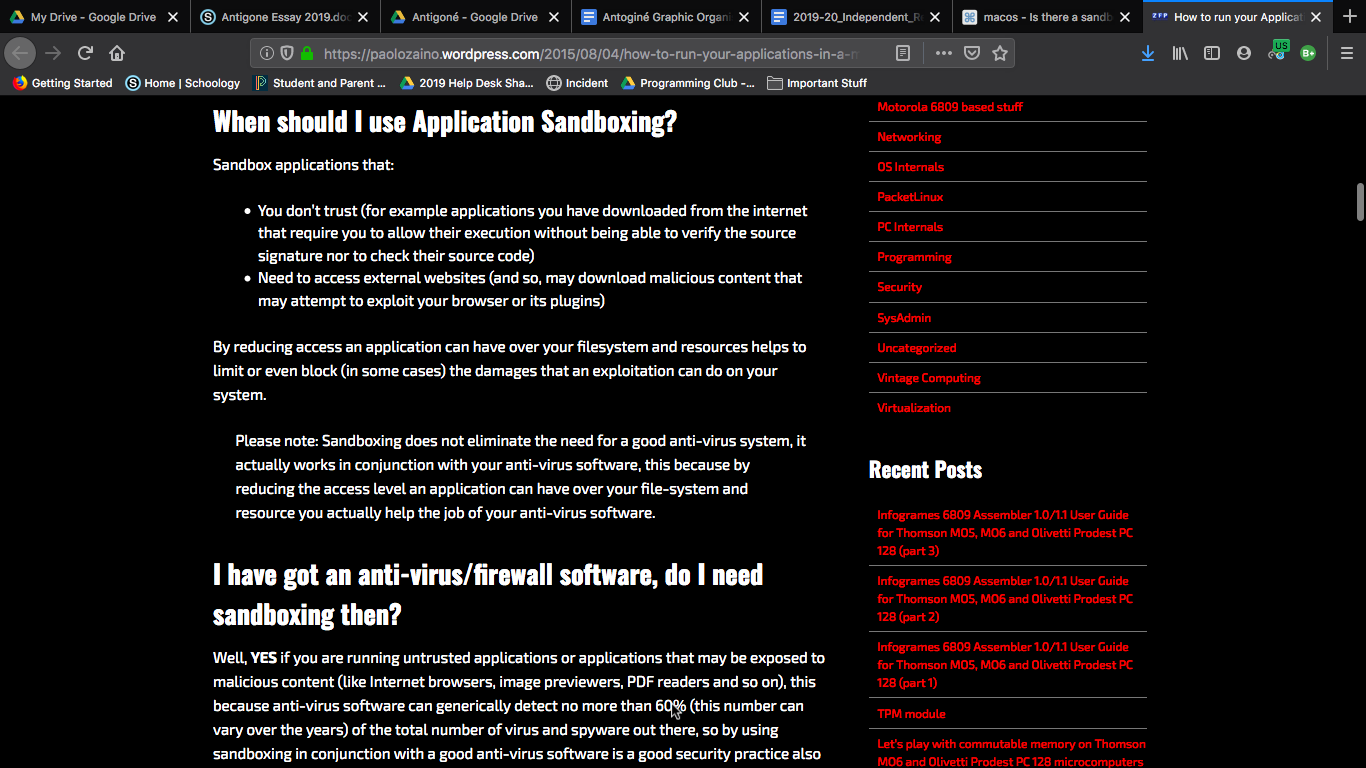 My Drive - Google Drive
Antigone Essay 2019.doc
Antigoné - Google Drive
Antoginé Graphic Organi
2019-20_Independent_R
macos - Is there a sandb
ZFP
How to run your Applicat
https://paolozaino.wordpress.com/2015/08/04/how-to-run-your-applications-in-a-m
US
B+
Getting Started
Home | Schoology
Student and Parent ...
2019 Help Desk Sha...
Incident
Programming Club -...
Important Stuff
When should I use Application Sandboxing?
Sandbox applications that:
You don't trust (for example applications you have downloaded from the internet
that require you to allow their execution without being able to verify the source
signature nor to check their source code)
Need to access external websites (and so, may download malicious content that
may attempt to exploit your browser or its plugins)
By reducing access an application can have over your filesystem and resources helps to
limit or even block (in some cases) the damages that an exploitation can do on your
system.
Please note: Sandboxing does not eliminate the need for a good anti-virus system, it
actually works in conjunction with your anti-virus software, this because by
reducing the access level an application can have over your file-system and
resource you actually help the job of your anti-virus software.
I have got an anti-virus/firewall software, do I need
sandboxing then?
Well, YES if you are running untrusted applications or applications that may be exposed to
malicious content (like Internet browsers, image previewers, PDF readers and so on), this
because anti-virus software can generically detect no more than 60% (this number can
vary over the years) of the total number of virus and spyware out there, so by using
sandboxing in conjunction with a good anti-virus software is a good security practice also
Motorola 6809 based stuff
Networking
OS Internals
PacketLinux
PC Internals
Programming
Security
SysAdmin
Uncategorized
Vintage Computing
Virtualization
Recent Posts
Infogrames 6809 Assembler 1.0/1.1 User Guide
for Thomson MO5, MO6 and Olivetti Prodest PC
128 (part 3)
Infogrames 6809 Assembler 1.0/1.1 User Guide
for Thomson MO5, MO6 and Olivetti Prodest PC
128 (part 2)
Infogrames 6809 Assembler 1.0/1.1 User Guide
for Thomson MO5, MO6 and Olivetti Prodest PC
128 (part 1)
TPM module
Let's play with commutable memory on Thomson
MO6 and Olivetti Prodest PC 128 microcomputers